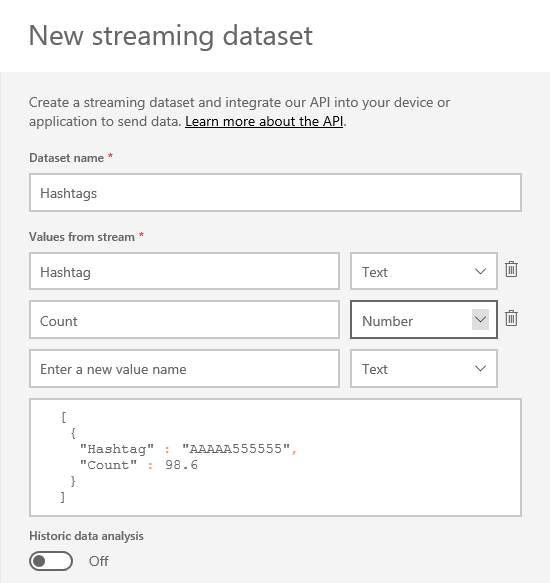 New streaming dataset
Create a streaming dataset and integrate our API into your device or
application to send data. Learn more about the API.
Dataset name *
Hashtags
Values from stream *
Hashtag Text
Count Number
Enter a new value name Text
[
{
"Hashtag" : "AAAAA555555",
"Count" : 98.6
}
]
Historic data analysis
Off